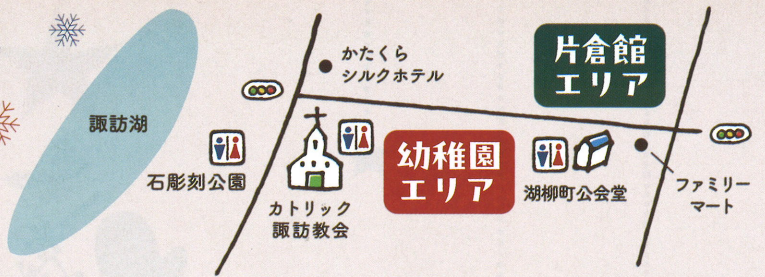 かたくら
シルクホテル
片倉館
エリア
諏訪湖
石彫刻公園
カトリック
諏訪教会
幼稚園
エリア
湖柳町公会堂
ファミリー
マート